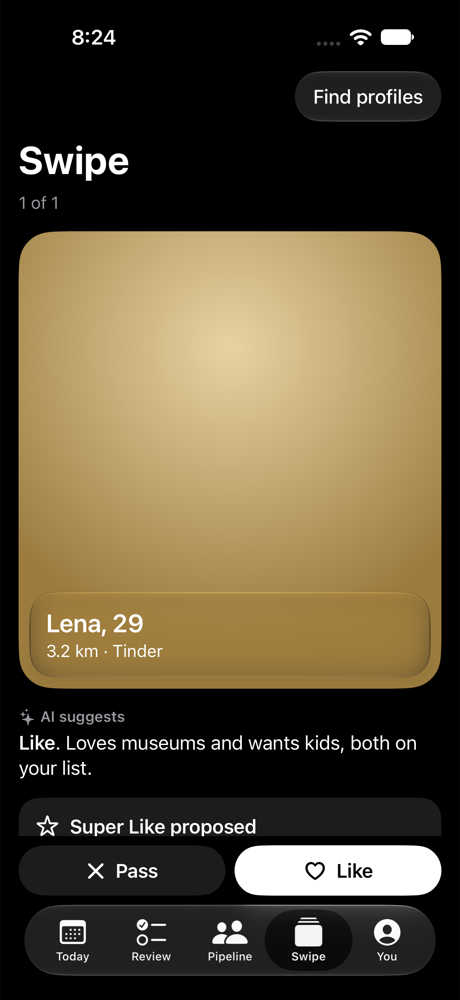 8:24
Find profiles
Swipe
1 of 1
Lena, 29
3.2 km · Tinder
AI suggests
Like. Loves museums and wants kids, both on
your list.
Super Like proposed
Pass
Like
Today
Review
Pipeline
Swipe
You